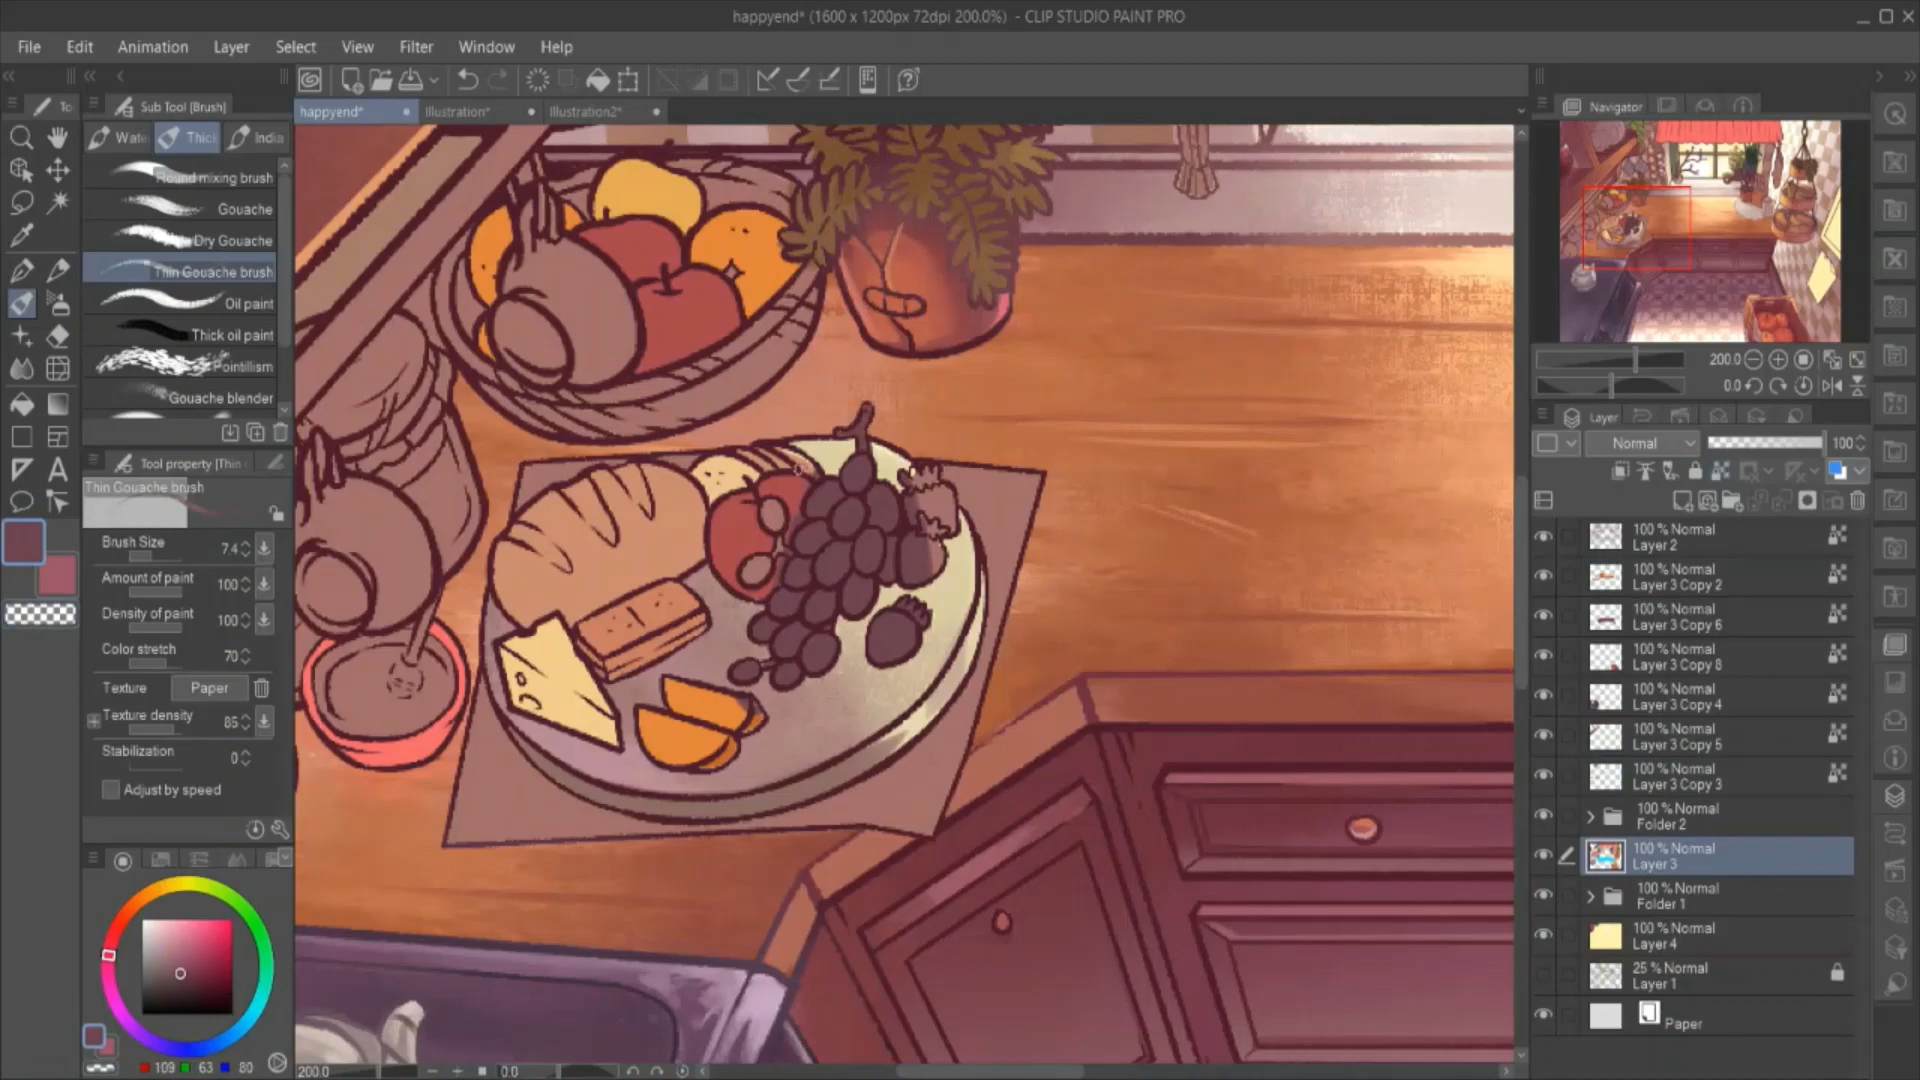 happyend* (1600 x 1200px 72dpi 200.0%) - CLIP STUDIO PAINT PRO
File Edit Animation Layer Select View Filter Window Help
To
Sub Tool [Brush]
happyend* Illustration* Illustration2*
Navigator
Wate Thick India
Round mixing brush
Gouache
Dry Gouache
Thin Gouache brush
Oil paint
Thick oil paint
Pointillism
Gouache blender
200.0
0.0
Layer
Normal 100
Tool property [Thin
Thin Gouache brush
Brush Size 7.4
Amount of paint 100
Density of paint 100
Color stretch 70
Texture Paper
Texture density 85
Stabilization 0
Adjust by speed
109 63 80
200.0 0.0
100 % Normal
Layer 2
100 % Normal
Layer 3 Copy 2
100 % Normal
Layer 3 Copy 6
100 % Normal
Layer 3 Copy 8
100 % Normal
Layer 3 Copy 4
100 % Normal
Layer 3 Copy 5
100 % Normal
Layer 3 Copy 3
100 % Normal
Folder 2
100 % Normal
Layer 3
100 % Normal
Folder 1
100 % Normal
Layer 4
25 % Normal
Layer 1
Paper